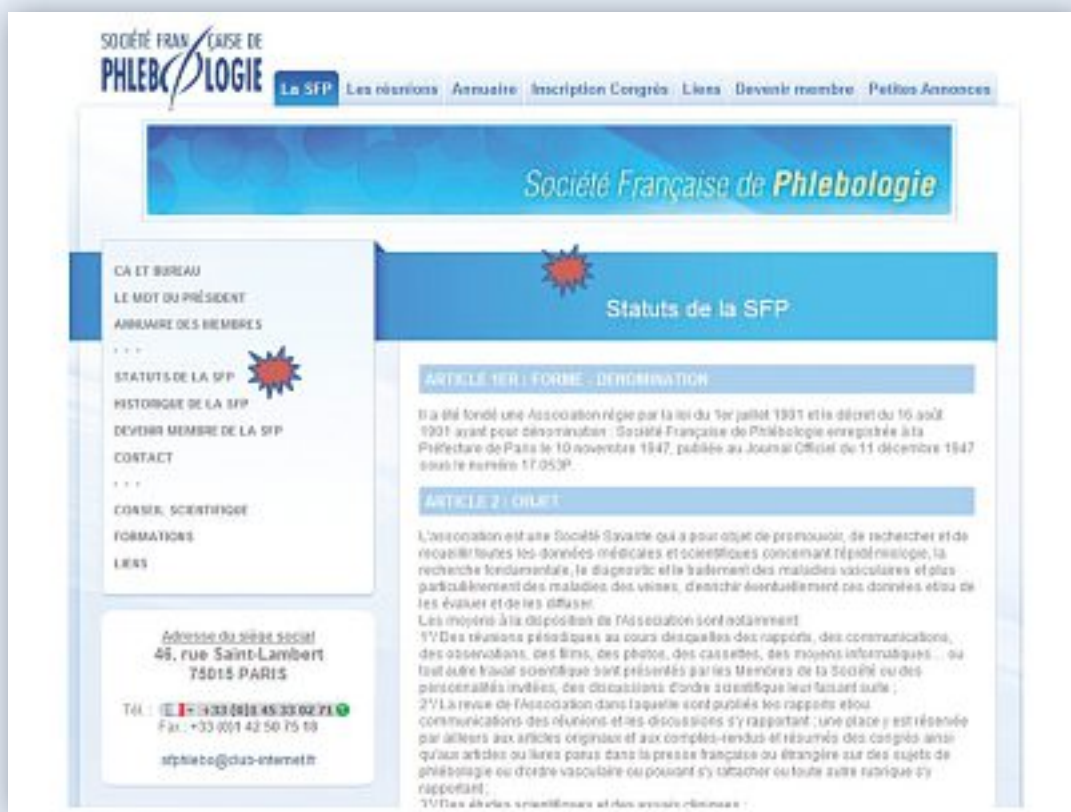 SOCIÉTÉ FRANÇAISE DE
PHLEBOLOGIE
La SFP Les réunions Annuaire Inscription Congrès Liens Devenir membre Petites Annonces
Société Française de Phlebologie
CA ET BUREAU
LE MOT DU PRÉSIDENT
ANNUAIRE DES MEMBRES
...
STATUTS DE LA SFP
HISTORIQUE DE LA SFP
DEVENIR MEMBRE DE LA SFP
CONTACT
...
CONSEIL SCIENTIFIQUE
FORMATIONS
LIENS
Adresse du siège social
46, rue Saint-Lambert
75015 PARIS
Tél. : +33 (0)1 45 33 02 71
Fax : +33 (0)1 42 50 75 18
sfphlebo@club-internet.fr
Statuts de la SFP
ARTICLE 1ER : FORME - DENOMINATION
Il a été fondé une Association régie par la loi du 1er juillet 1901 et le décret du 16 août
1901 ayant pour dénomination : Société Française de Phlébologie enregistrée à la
Préfecture de Paris le 10 novembre 1947, publiée au Journal Officiel du 11 décembre 1947
sous le numéro 17.053P.
ARTICLE 2 : OBJET
L'association est une Société Savante qui a pour objet de promouvoir, de rechercher et de
recueillir toutes les données médicales et scientifiques concernant l'épidémiologie, la
recherche fondamentale, le diagnostic et le traitement des maladies vasculaires et plus
particulièrement des maladies des veines, d'enrichir éventuellement ces données et/ou de
les évaluer et de les diffuser.
Les moyens à la disposition de l'Association sont notamment
1°/ Des réunions périodiques au cours desquelles des rapports, des communications,
des observations, des films, des photos, des cassettes, des moyens informatiques... ou
tout autre travail scientifique sont présentés par les Membres de la Société ou des
personnalités invitées, des discussions d'ordre scientifique leur faisant suite ;
2°/ La revue de l'Association dans laquelle sont publiés les rapports et/ou
communications des réunions et les discussions s'y rapportant ; une place y est réservée
par ailleurs aux articles originaux et aux comptes-rendus et résumés des congrès ainsi
qu'aux articles ou livres parus dans la presse française ou étrangère sur des sujets de
phlébologie ou d'ordre vasculaire ou pouvant s'y rattacher ou toute autre rubrique s'y
rapportant ;
3°/ Des études scientifiques et des essais cliniques ;